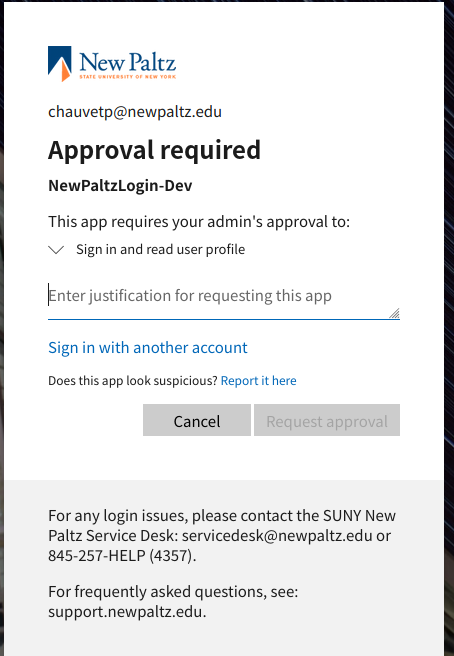 New Paltz
STATE UNIVERSITY OF NEW YORK
chauvetp@newpaltz.edu
Approval required
NewPaltzLogin-Dev
This app requires your admin's approval to:
Sign in and read user profile
Enter justification for requesting this app
Sign in with another account
Does this app look suspicious? Report it here
Cancel
Request approval
For any login issues, please contact the SUNY New
Paltz Service Desk: servicedesk@newpaltz.edu or
845-257-HELP (4357).
For frequently asked questions, see:
support.newpaltz.edu.